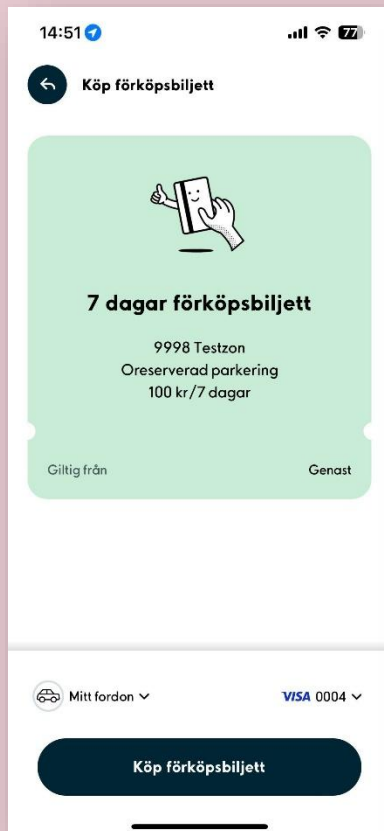 14:51
77
Köp förköpsbiljett
7 dagar förköpsbiljett
9998 Testzon
Oreserverad parkering
100 kr/7 dagar
Giltig från Genast
Mitt fordon VISA 0004
Köp förköpsbiljett